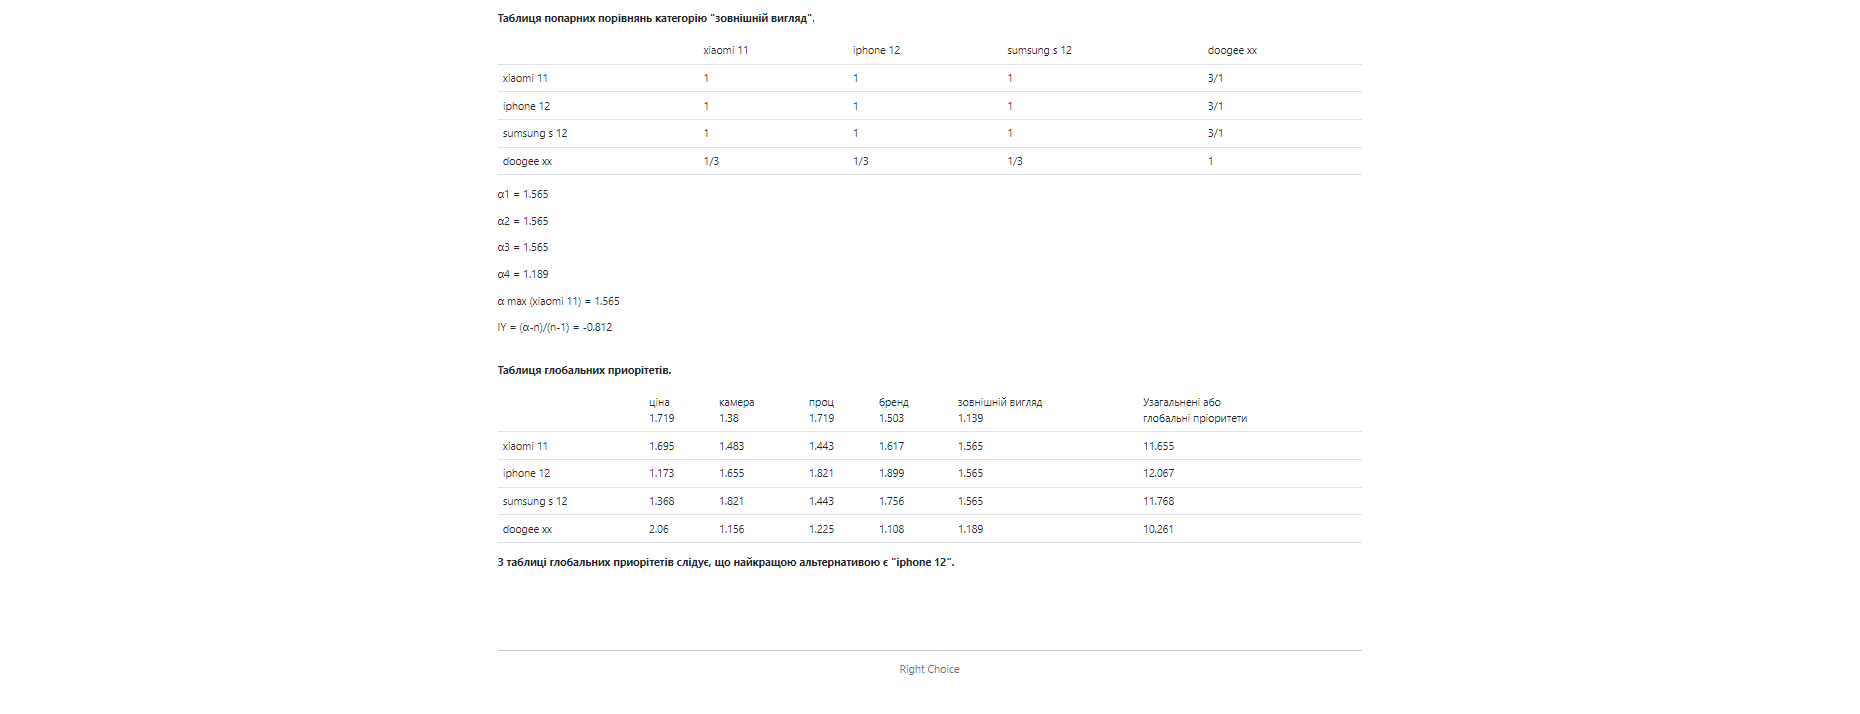 Таблиця попарних порівнянь категорію "зовнішній вигляд".
xiaomi 11 iphone 12 sumsung s 12 doogee xx
xiaomi 11 1 1 1 3/1
iphone 12 1 1 1 3/1
sumsung s 12 1 1 1 3/1
doogee xx 1/3 1/3 1/3 1
α1 = 1.565
α2 = 1.565
α3 = 1.565
α4 = 1.189
α max (xiaomi 11) = 1.565
IY = (α-n)/(n-1) = -0.812
Таблиця глобальних приорітетів.
ціна камера проц бренд зовнішній вигляд Узагальнені або
1.719 1.38 1.719 1.503 1.139 глобальні пріоритети
xiaomi 11 1.695 1.483 1.443 1.617 1.565 11.655
iphone 12 1.173 1.655 1.821 1.899 1.565 12.067
sumsung s 12 1.368 1.821 1.443 1.756 1.565 11.768
doogee xx 2.06 1.156 1.225 1.108 1.189 10.261
З таблиці глобальних приорітетів слідує, що найкращою альтернативою є "iphone 12".
Right Choice